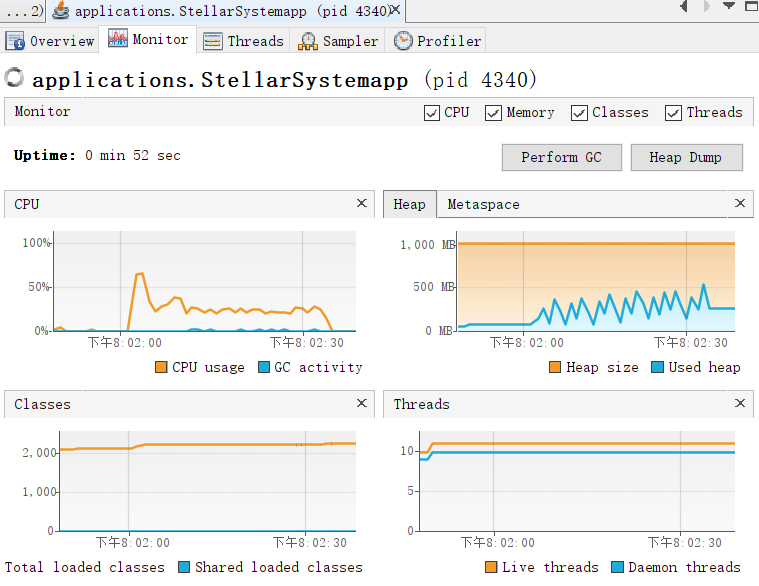 ...2) applications.StellarSystemapp (pid 4340)
Overview Monitor Threads Sampler Profiler
applications.StellarSystemapp (pid 4340)
Monitor CPU Memory Classes Threads
Uptime: 0 min 52 sec Perform GC Heap Dump
CPU
100%
50%
0%
下午8:02:00 下午8:02:30
CPU usage GC activity
Heap Metaspace
1,000 MB
500 MB
0 MB
下午8:02:00 下午8:02:30
Heap size Used heap
Classes
2,000
1,000
0
下午8:02:00 下午8:02:30
Total loaded classes Shared loaded classes
Threads
10
5
0
下午8:02:00 下午8:02:30
Live threads Daemon threads